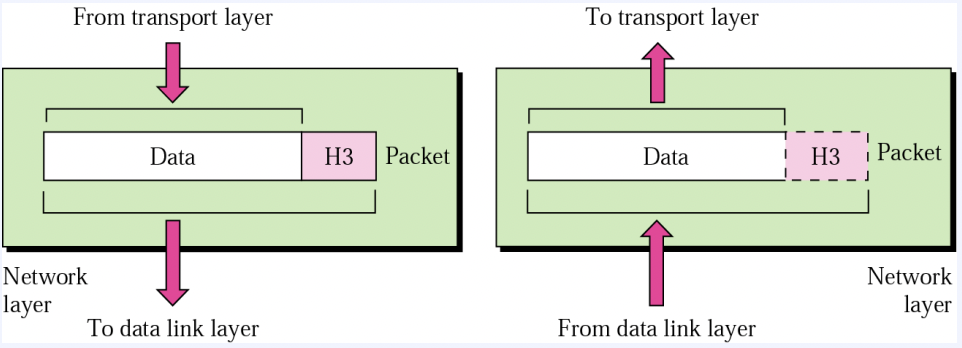 From transport layer
To transport layer
Data
H3
Packet
Data
H3
Packet
Network
layer
Network
layer
To data link layer
From data link layer